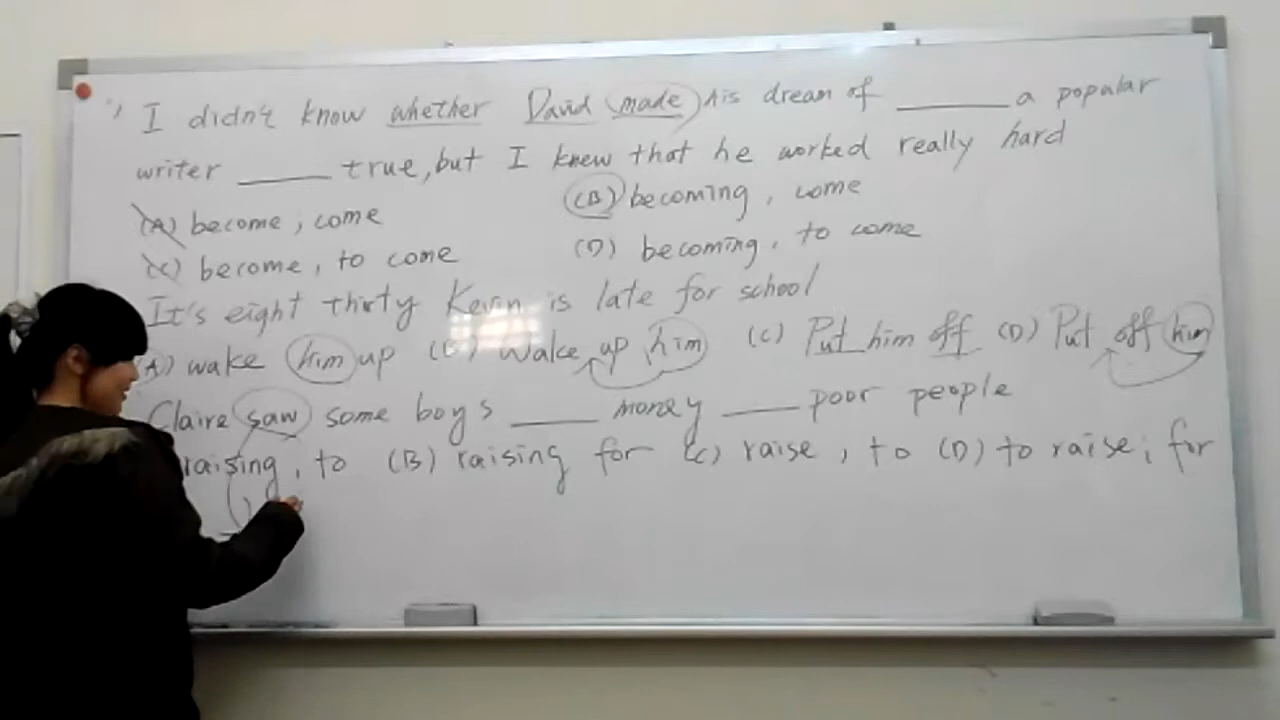 I didn't know whether David made his dream of ______ a popular
writer _____ true, but I knew that he worked really hard
(A) become, come (B) becoming, come
(C) become, to come (D) becoming, to come
It's eight thirty Kevin is late for school
(A) wake him up (B) Wake up him (C) Put him off (D) Put off him
Claire saw some boys _____ money ____ poor people
raising, to (B) raising for (C) raise, to (D) to raise; for